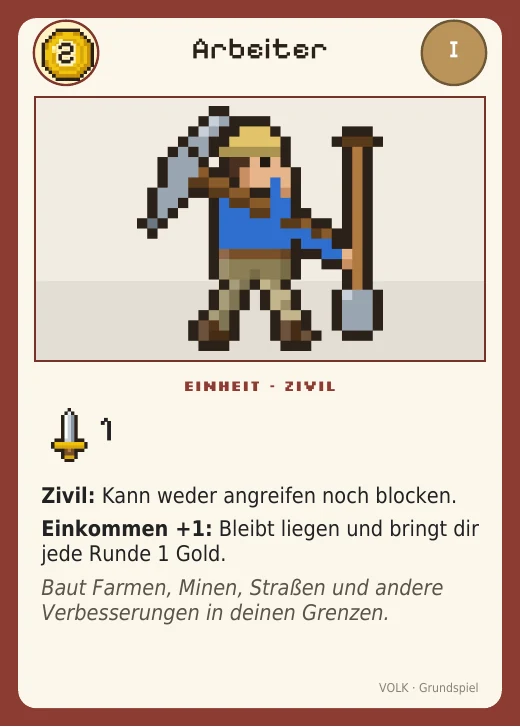 2
Arbeiter
I
EINHEIT - ZIVIL
1
Zivil: Kann weder angreifen noch blocken.
Einkommen +1: Bleibt liegen und bringt dir
jede Runde 1 Gold.
Baut Farmen, Minen, Straßen und andere
Verbesserungen in deinen Grenzen.
VOLK · Grundspiel